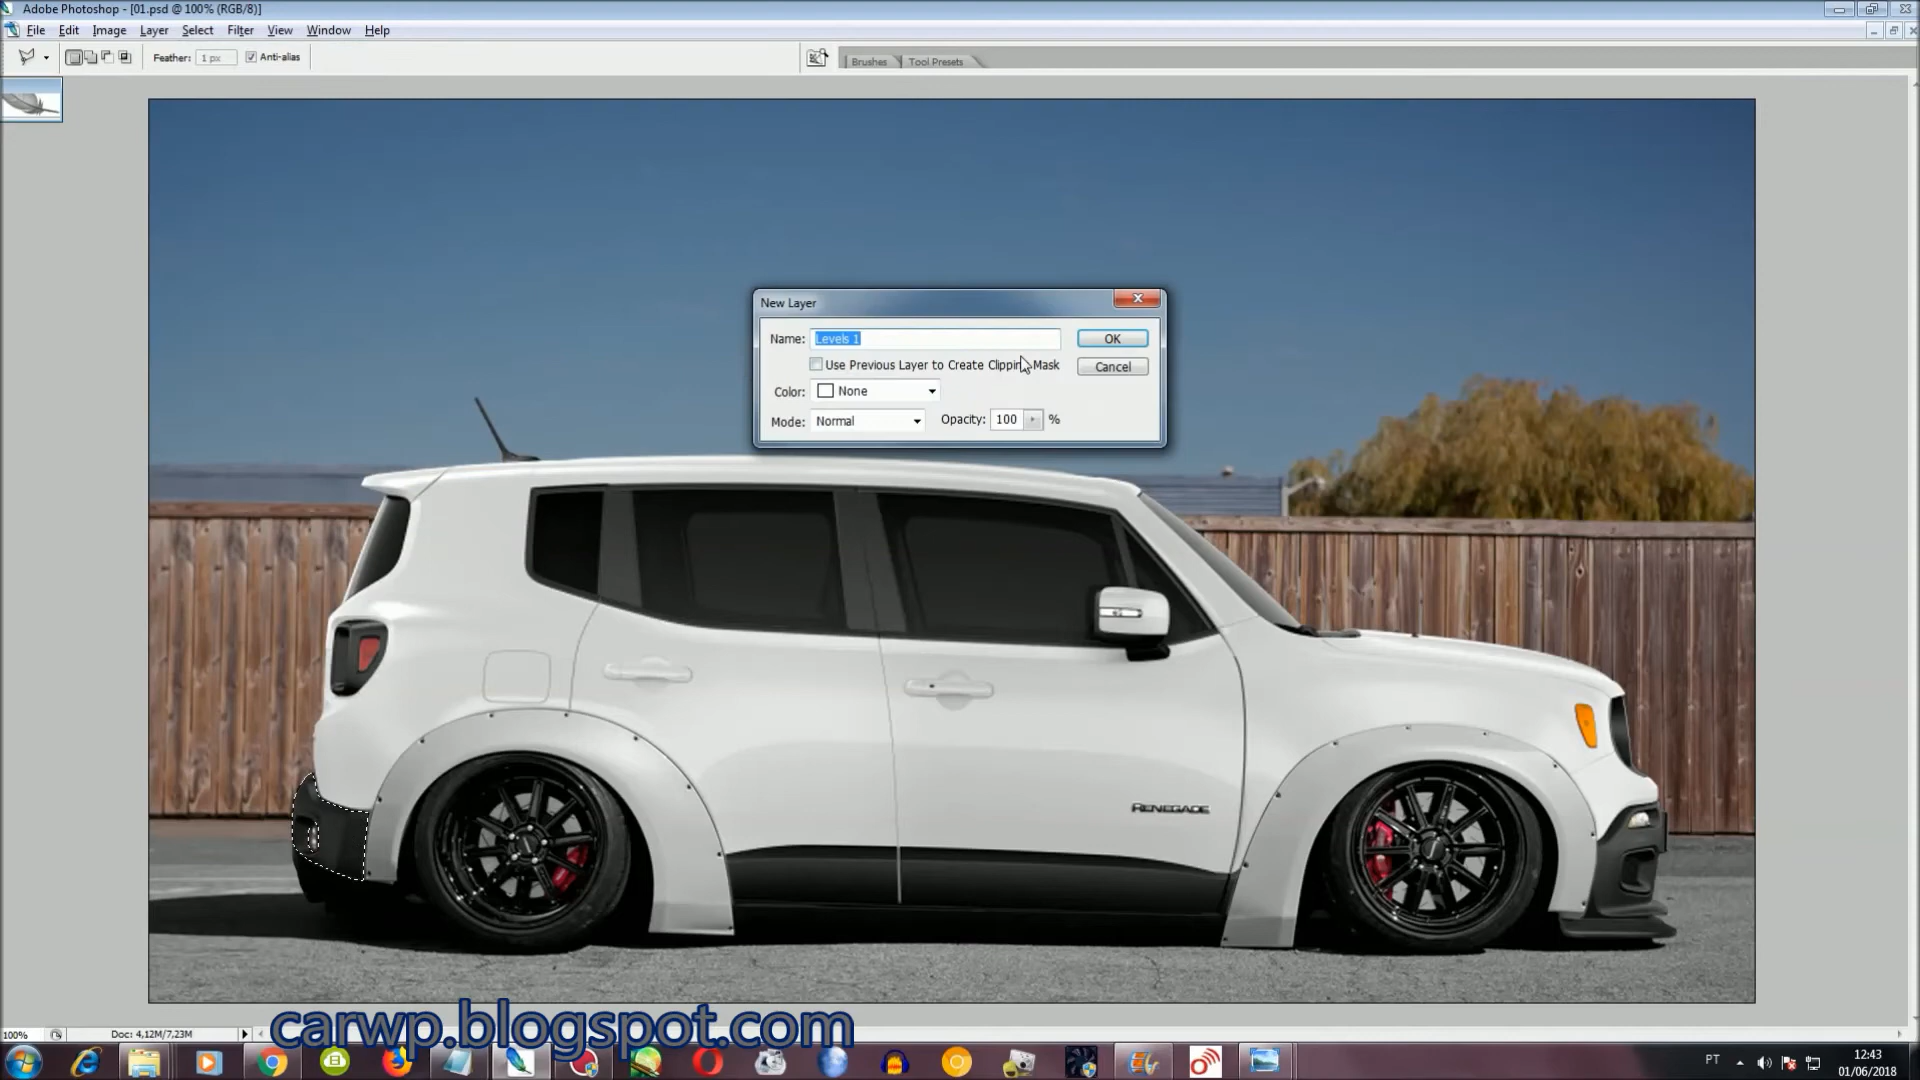 Adobe Photoshop - [01.psd @ 100% (RGB/8)]
File Edit Image Layer Select Filter View Window Help
Feather: 1 px Anti-alias Brushes Tool Presets
New Layer
Name: Levels 1 OK
Use Previous Layer to Create Clipping Mask Cancel
Color: None
Mode: Normal Opacity: 100 %
RENEGADE
100% Doc: 4,12M/7,23M
carwp.blogspot.com
PT 12:43
01/06/2018